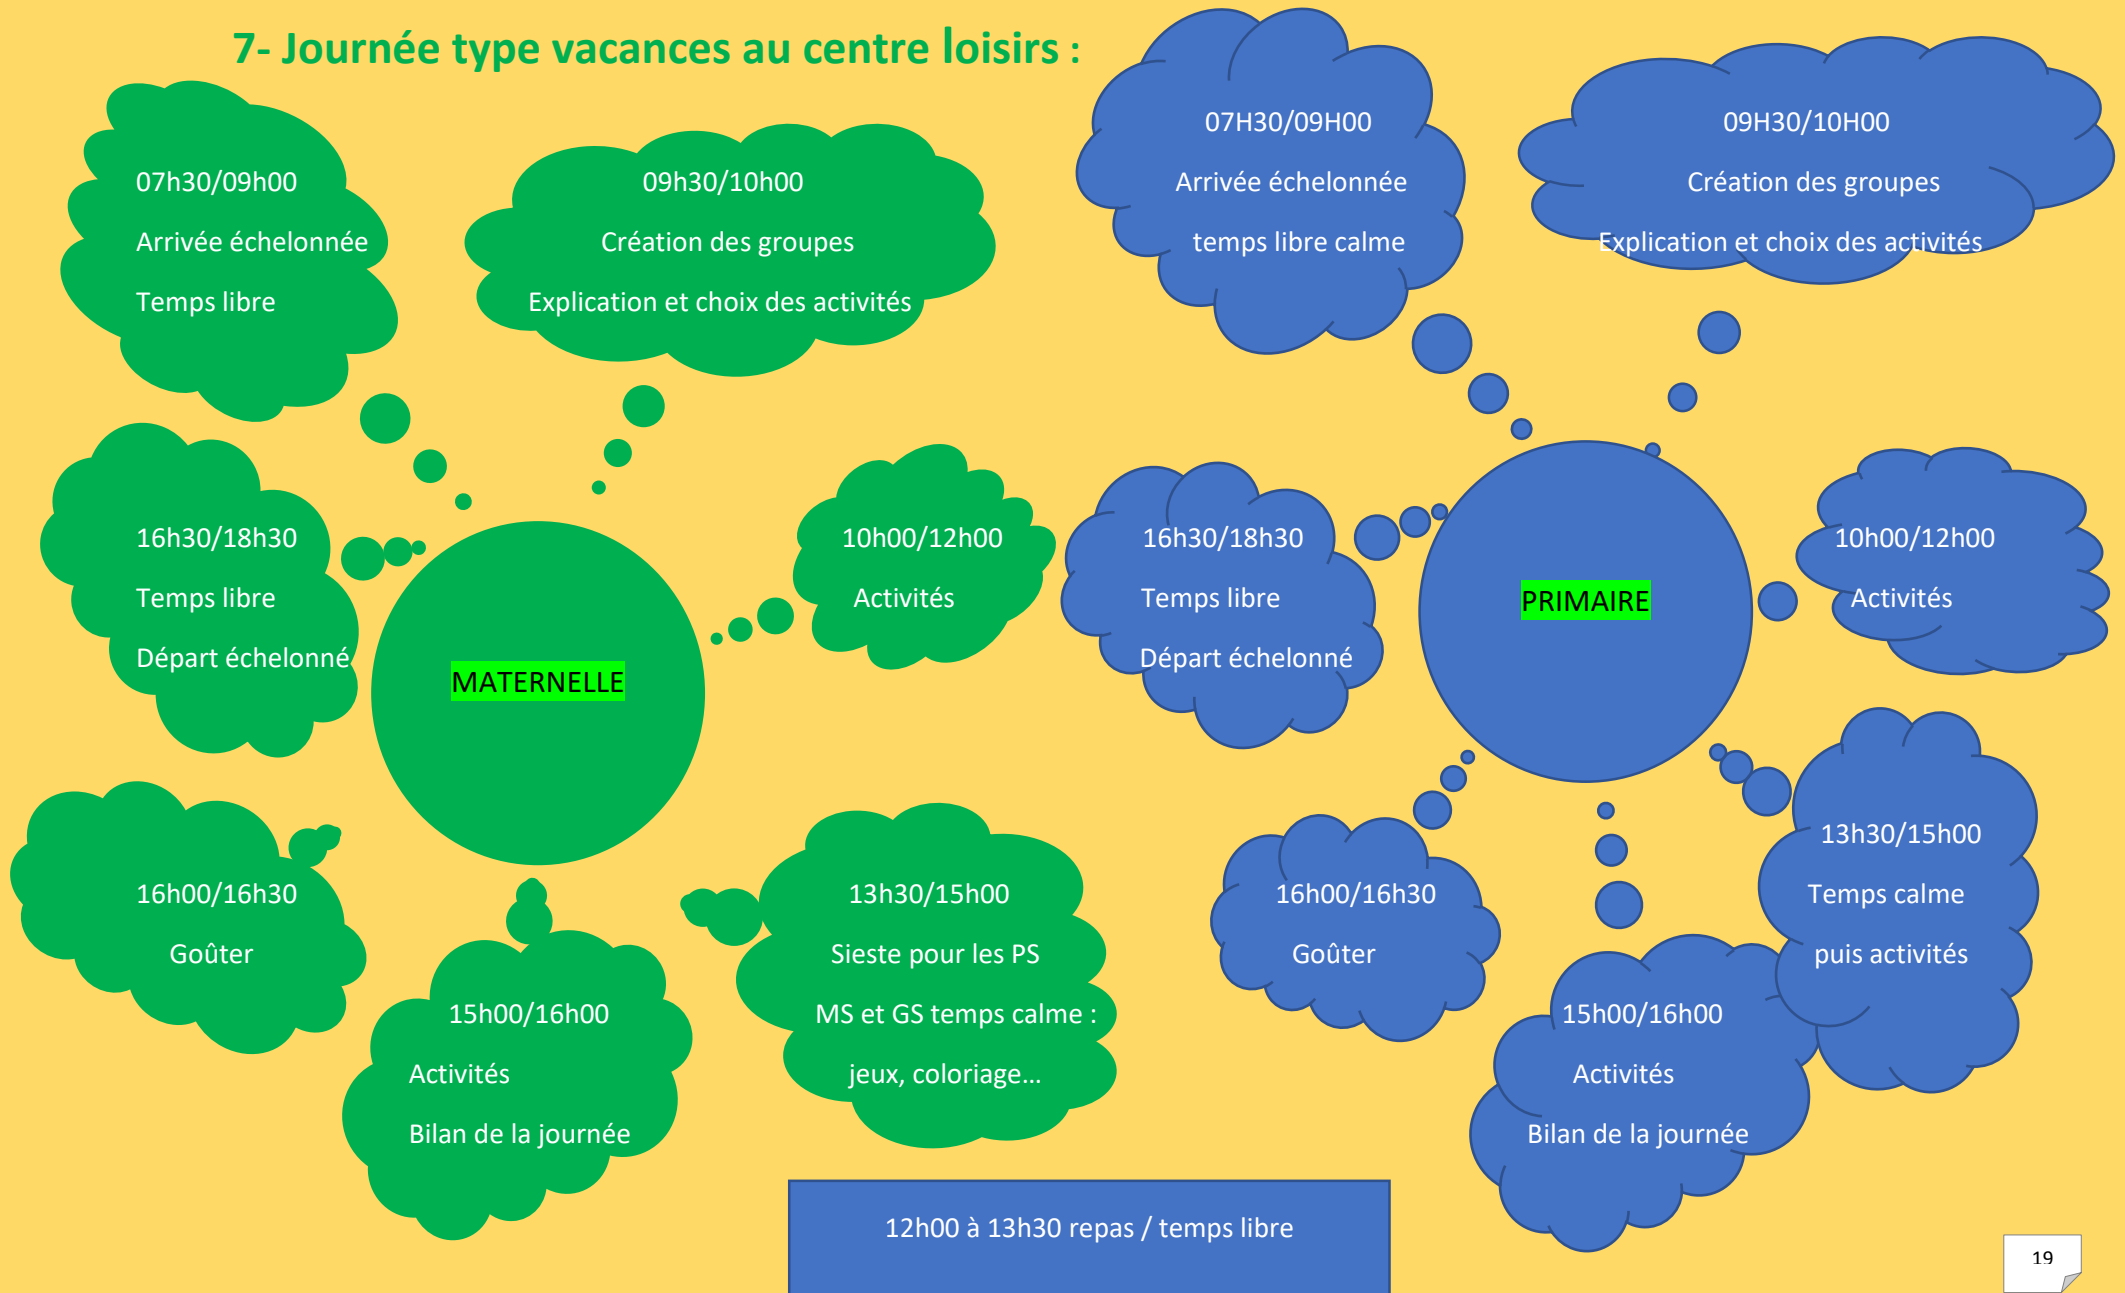 7- Journée type vacances au centre loisirs :
07h30/09h00
Arrivée échelonnée
Temps libre
09h30/10h00
Création des groupes
Explication et choix des activités
10h00/12h00
Activités
13h30/15h00
Sieste pour les PS
MS et GS temps calme :
jeux, coloriage...
15h00/16h00
Activités
Bilan de la journée
16h00/16h30
Goûter
16h30/18h30
Temps libre
Départ échelonné
MATERNELLE
07H30/09H00
Arrivée échelonnée
temps libre calme
09H30/10H00
Création des groupes
Explication et choix des activités
10h00/12h00
Activités
13h30/15h00
Temps calme
puis activités
15h00/16h00
Activités
Bilan de la journée
16h00/16h30
Goûter
16h30/18h30
Temps libre
Départ échelonné
PRIMAIRE
12h00 à 13h30 repas / temps libre
19